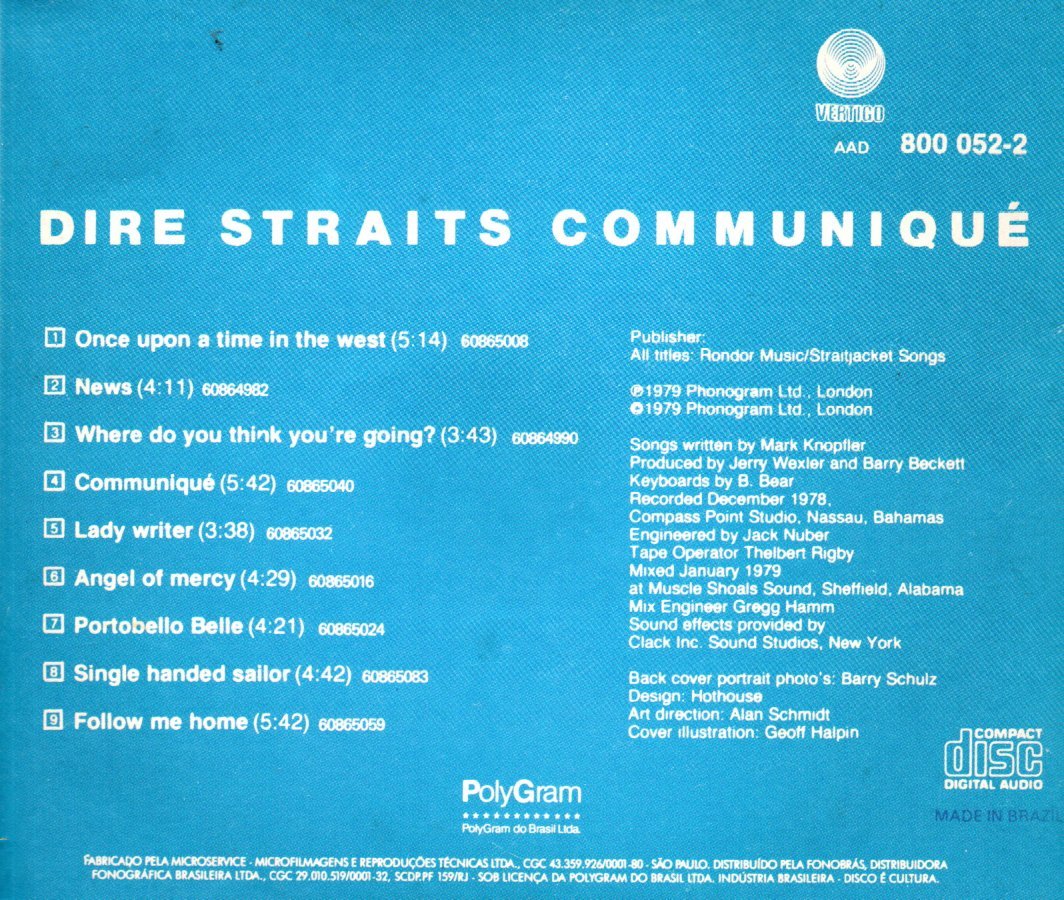 VERTIGO
AAD 800 052-2
DIRE STRAITS COMMUNIQUÉ
1 Once upon a time in the west (5:14) 60865008
2 News (4:11) 60864982
3 Where do you think you're going? (3:43) 60864990
4 Communiqué (5:42) 60865040
5 Lady writer (3:38) 60865032
6 Angel of mercy (4:29) 60865016
7 Portobello Belle (4:21) 60865024
8 Single handed sailor (4:42) 60865083
9 Follow me home (5:42) 60865059
Publisher:
All titles: Rondor Music/Straitjacket Songs
℗1979 Phonogram Ltd., London
©1979 Phonogram Ltd., London
Songs written by Mark Knopfler
Produced by Jerry Wexler and Barry Beckett
Keyboards by B. Bear
Recorded December 1978,
Compass Point Studio, Nassau, Bahamas
Engineered by Jack Nuber
Tape Operator Thelbert Rigby
Mixed January 1979
at Muscle Shoals Sound, Sheffield, Alabama
Mix Engineer Gregg Hamm
Sound effects provided by
Clack Inc. Sound Studios, New York
Back cover portrait photo's: Barry Schulz
Design: Hothouse
Art direction: Alan Schmidt
Cover illustration: Geoff Halpin
COMPACT
disc
DIGITAL AUDIO
MADE IN BRAZIL
PolyGram
PolyGram do Brasil Ltda.
FABRICADO PELA MICROSERVICE - MICROFILMAGENS E REPRODUÇÕES TÉCNICAS LTDA., CGC 43.359.926/0001-80 - SÃO PAULO. DISTRIBUÍDO PELA FONOBRÁS, DISTRIBUIDORA
FONOGRÁFICA BRASILEIRA LTDA., CGC 29.010.519/0001-32, SCDP.PF 159/RJ - SOB LICENÇA DA POLYGRAM DO BRASIL LTDA. INDÚSTRIA BRASILEIRA - DISCO É CULTURA.